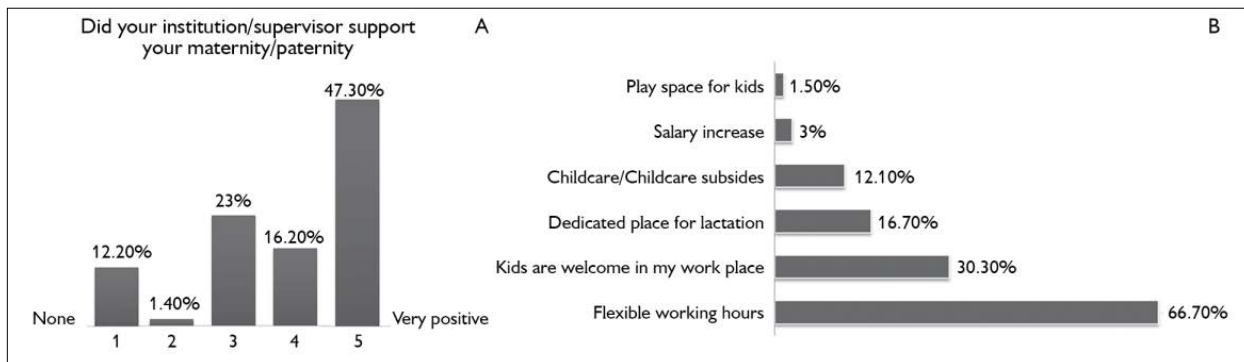 Did your institution/supervisor support
your maternity/paternity
A
47.30%
23%
16.20%
12.20%
1.40%
None
Very positive
1 2 3 4 5
B
Play space for kids 1.50%
Salary increase 3%
Childcare/Childcare subsides 12.10%
Dedicated place for lactation 16.70%
Kids are welcome in my work place 30.30%
Flexible working hours 66.70%